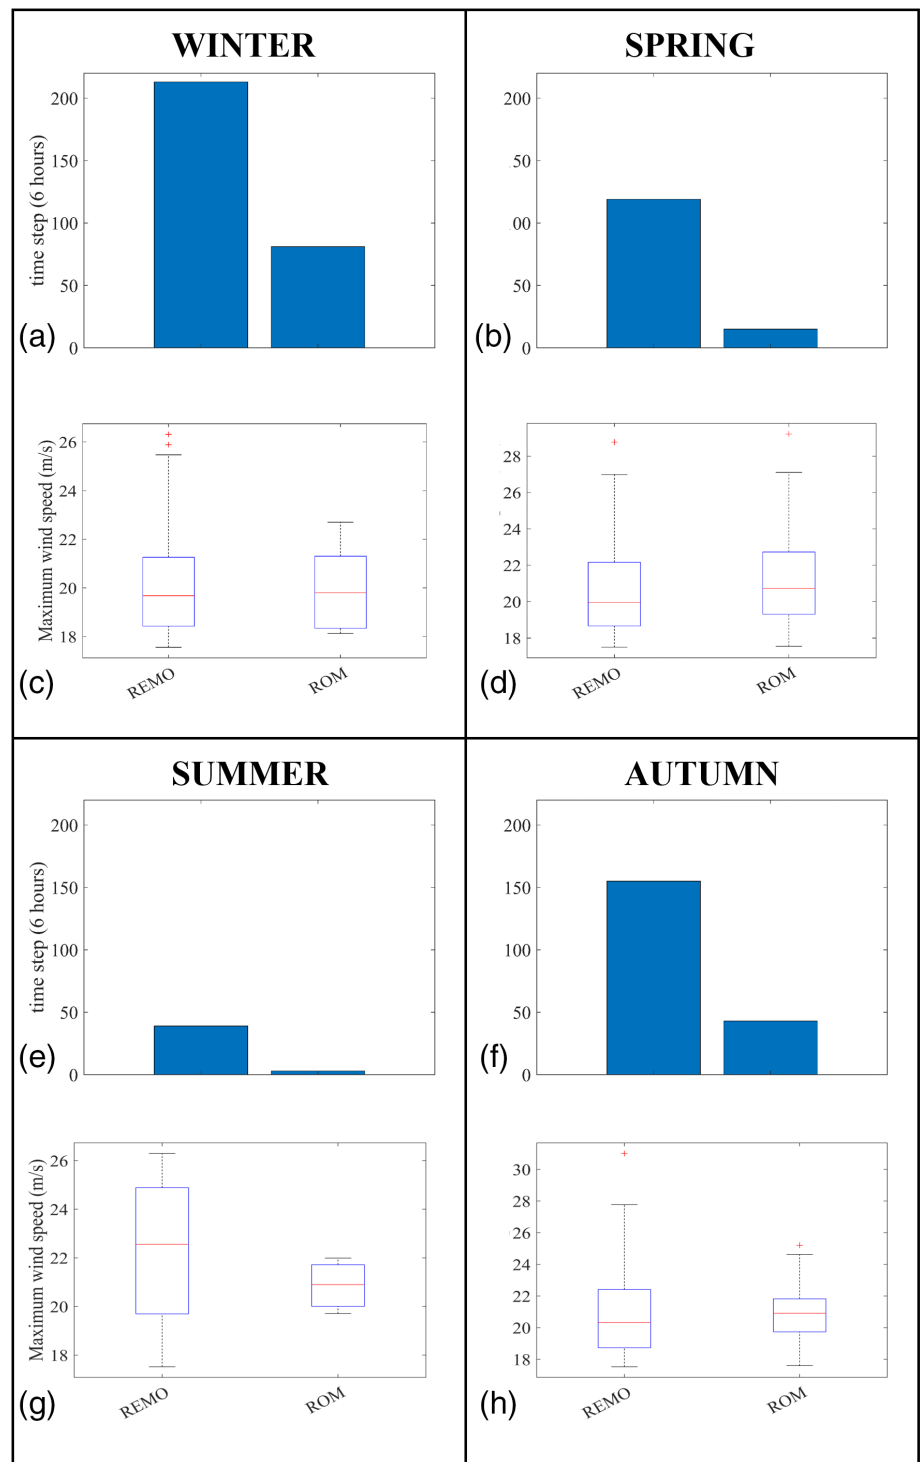 WINTER
200
150
100
50
0
time step (6 hours)
(a)
SPRING
200
50
00
50
0
(b)
26
24
22
20
18
Maximum wind speed (m/s)
REMO
ROM
(c)
28
26
24
22
20
18
REMO
ROM
(d)
SUMMER
200
150
100
50
0
time step (6 hours)
(e)
AUTUMN
200
150
100
50
0
(f)
26
24
22
20
18
Maximum wind speed (m/s)
REMO
ROM
(g)
30
28
26
24
22
20
18
REMO
ROM
(h)